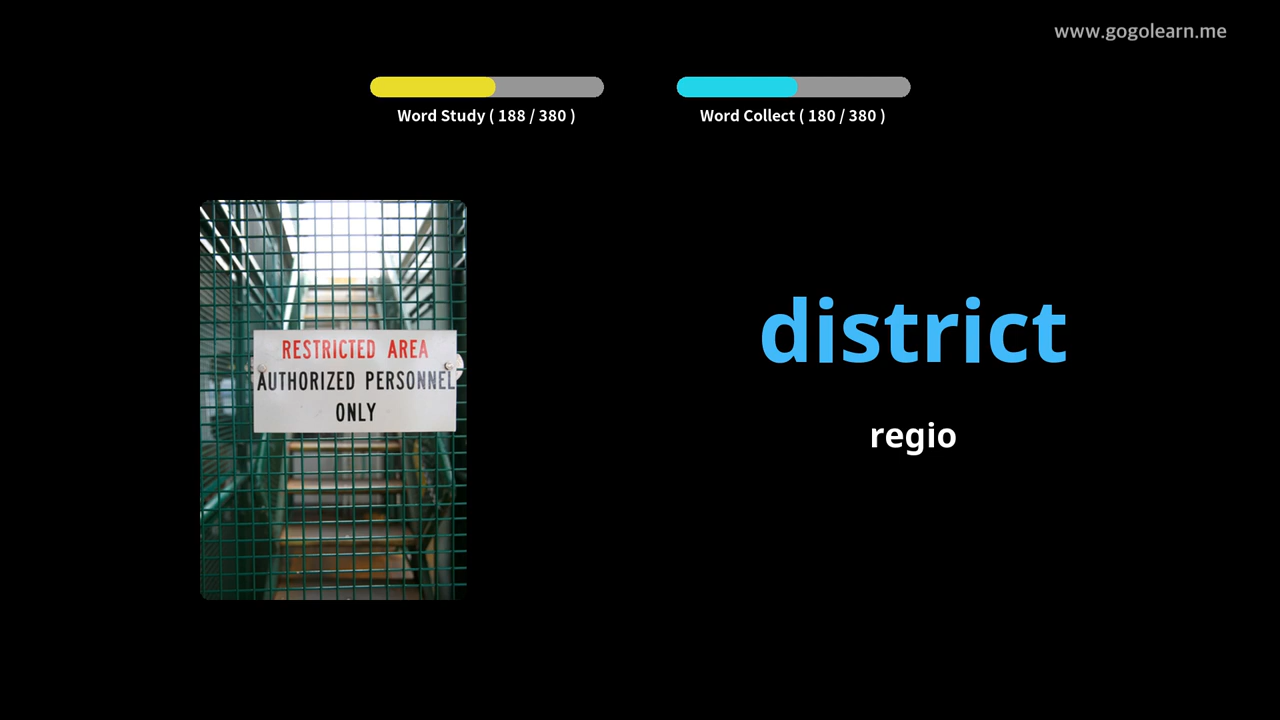 www.gogolearn.me
Word Study ( 188 / 380 )
Word Collect ( 180 / 380 )
RESTRICTED AREA
AUTHORIZED PERSONNEL
ONLY
district
regio